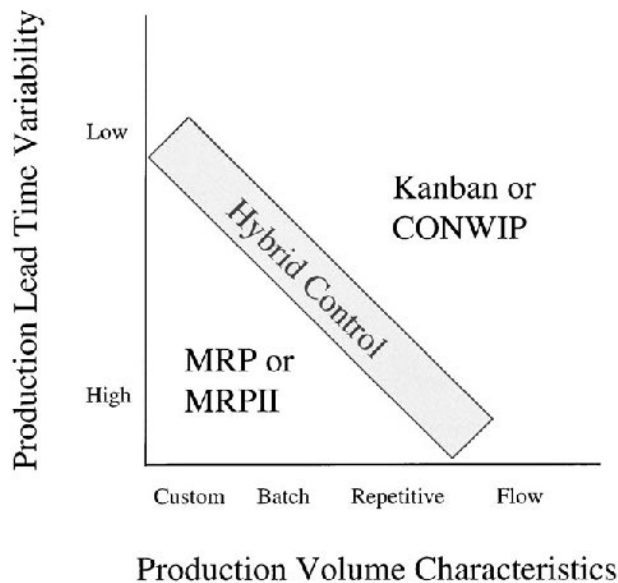 Production Lead Time Variability
Low
High
Kanban or
CONWIP
Hybrid Control
MRP or
MRPII
Custom Batch Repetitive Flow
Production Volume Characteristics